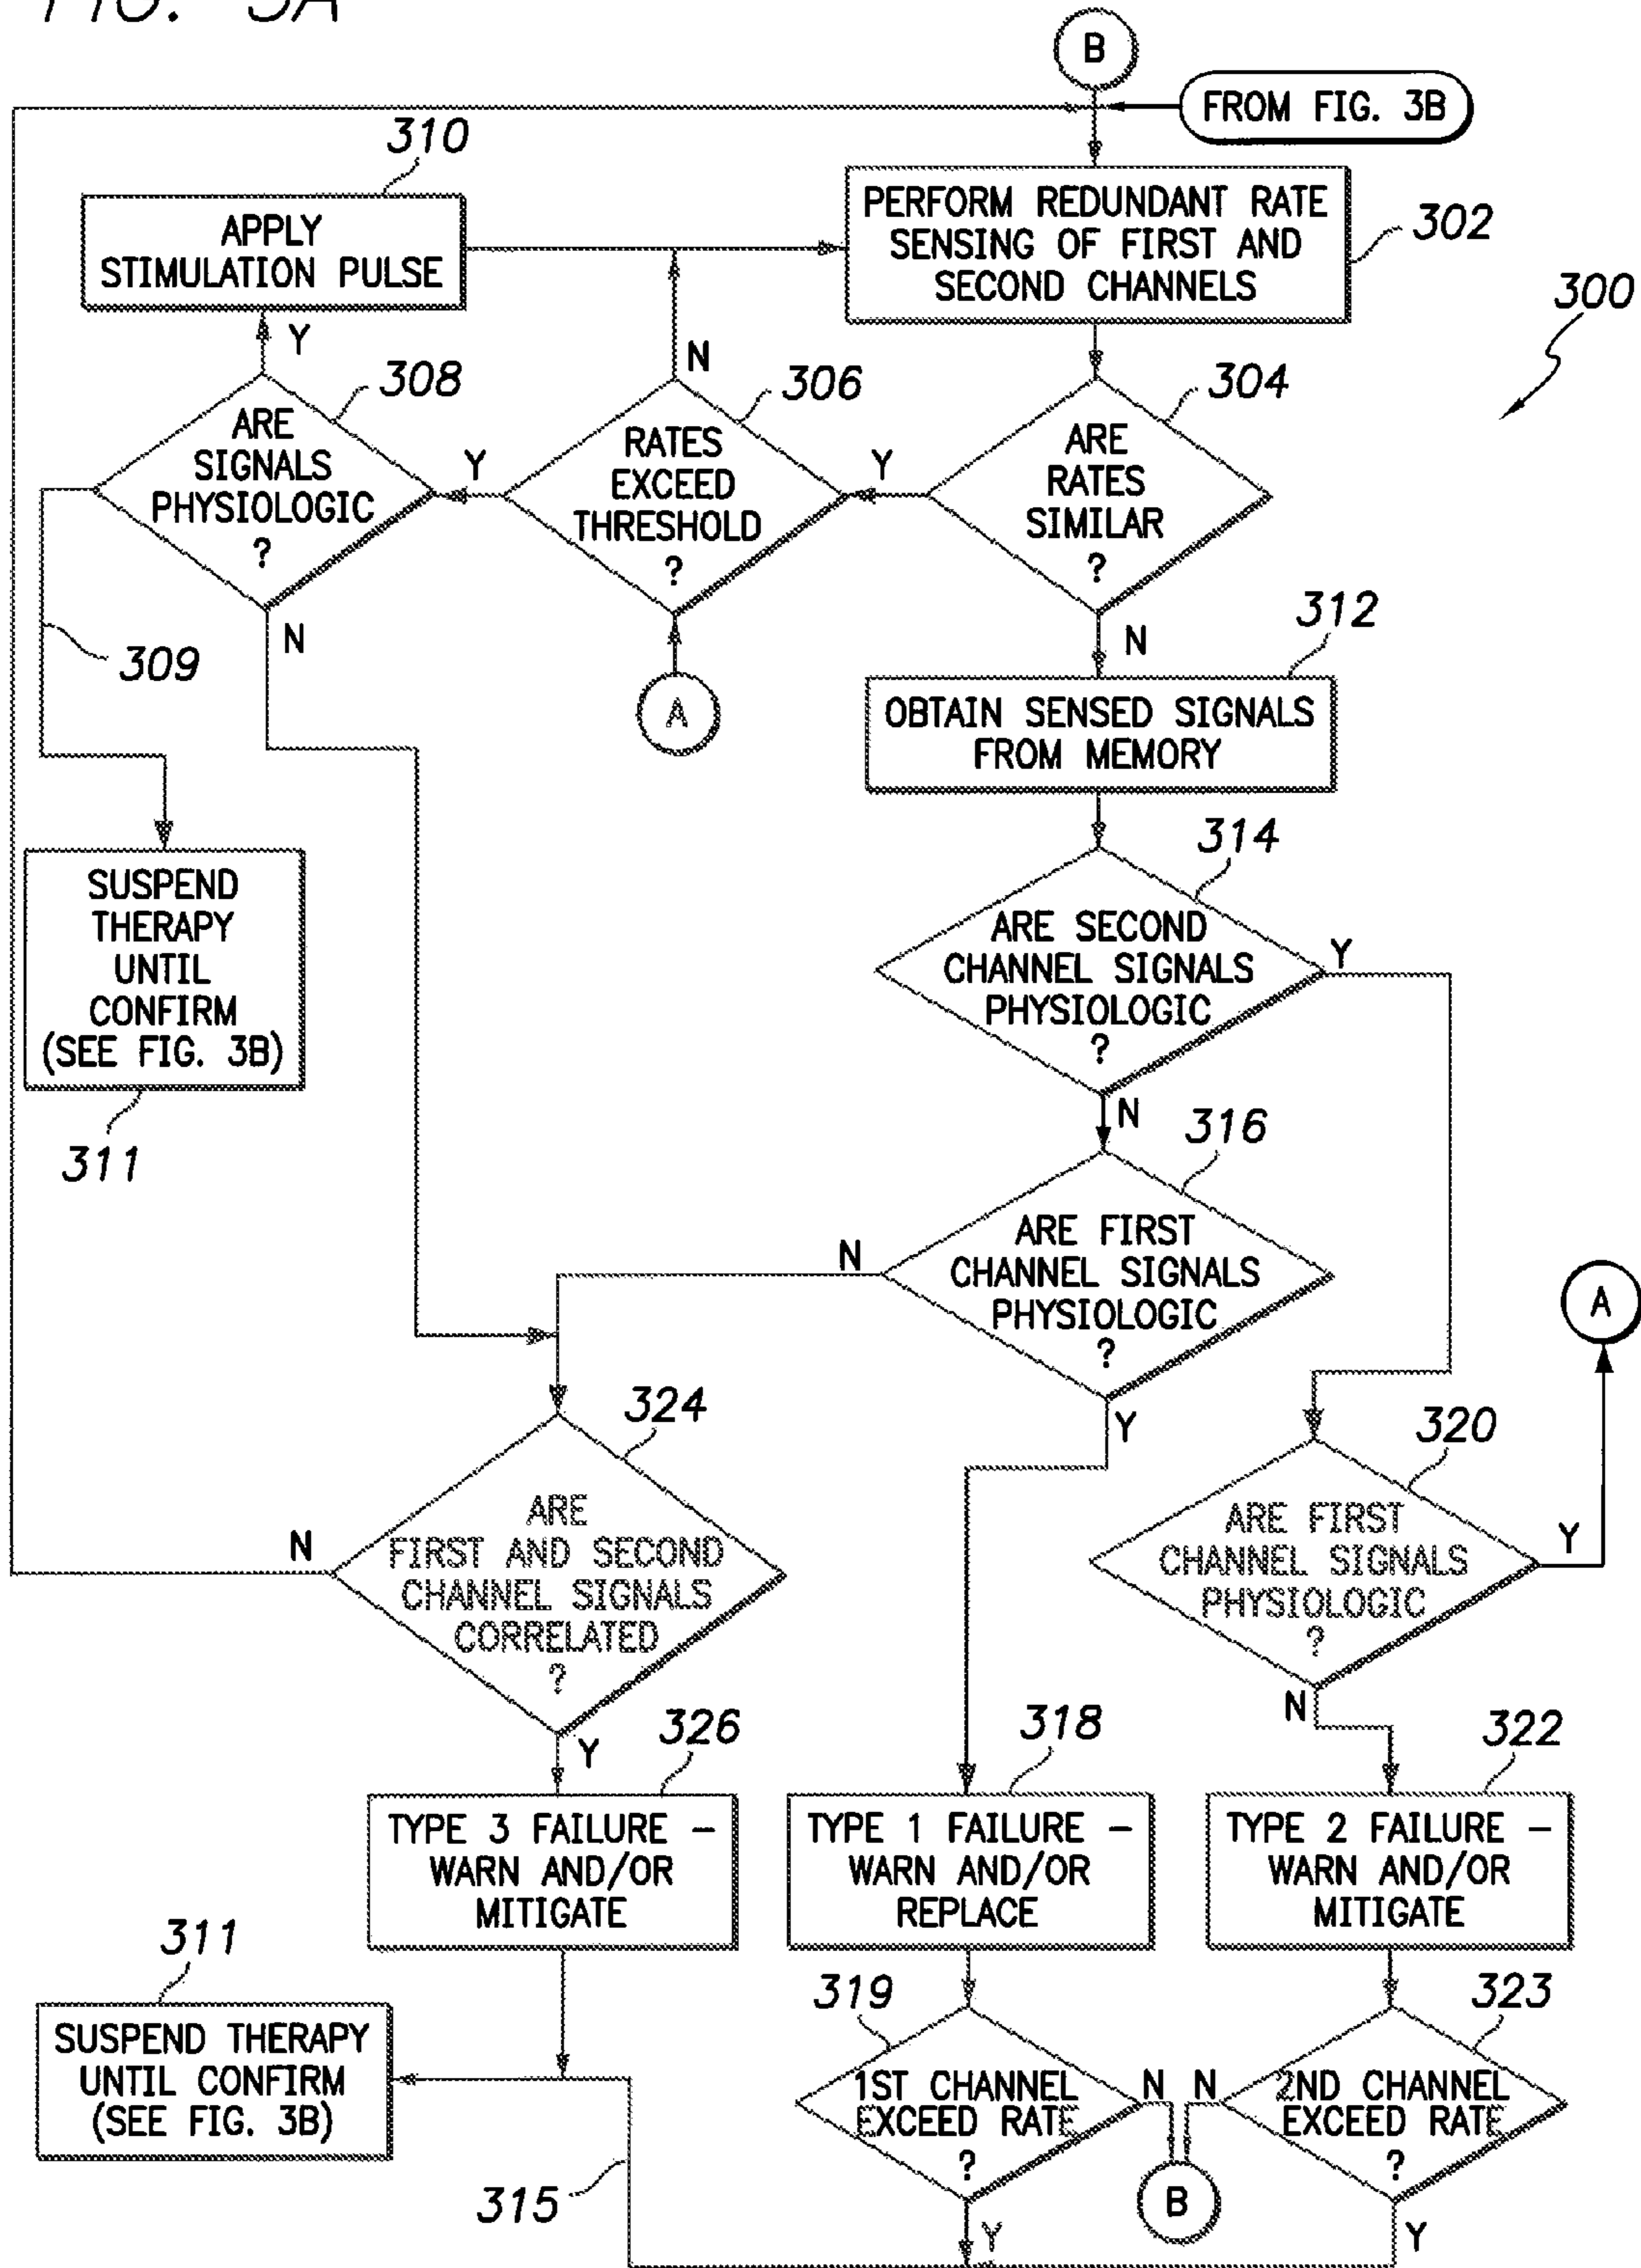 FIG. 3A
B
FROM FIG. 3B
310
APPLY
STIMULATION PULSE
PERFORM REDUNDANT RATE
SENSING OF FIRST AND
SECOND CHANNELS
302
300
Y
N
308
ARE
SIGNALS
PHYSIOLOGIC
?
Y
306
RATES
EXCEED
THRESHOLD
?
Y
304
ARE
RATES
SIMILAR
?
309
N
A
N
312
OBTAIN SENSED SIGNALS
FROM MEMORY
SUSPEND
THERAPY
UNTIL
CONFIRM
(SEE FIG. 3B)
311
314
ARE SECOND
CHANNEL SIGNALS
PHYSIOLOGIC
?
Y
N
316
ARE FIRST
CHANNEL SIGNALS
PHYSIOLOGIC
?
N
Y
A
324
ARE
FIRST AND SECOND
CHANNEL SIGNALS
CORRELATED
?
N
Y
320
ARE FIRST
CHANNEL SIGNALS
PHYSIOLOGIC
?
Y
N
326
TYPE 3 FAILURE -
WARN AND/OR
MITIGATE
318
TYPE 1 FAILURE -
WARN AND/OR
REPLACE
322
TYPE 2 FAILURE -
WARN AND/OR
MITIGATE
311
SUSPEND THERAPY
UNTIL CONFIRM
(SEE FIG. 3B)
315
319
1ST CHANNEL
EXCEED RATE
?
N
Y
N
B
323
2ND CHANNEL
EXCEED RATE
?
Y